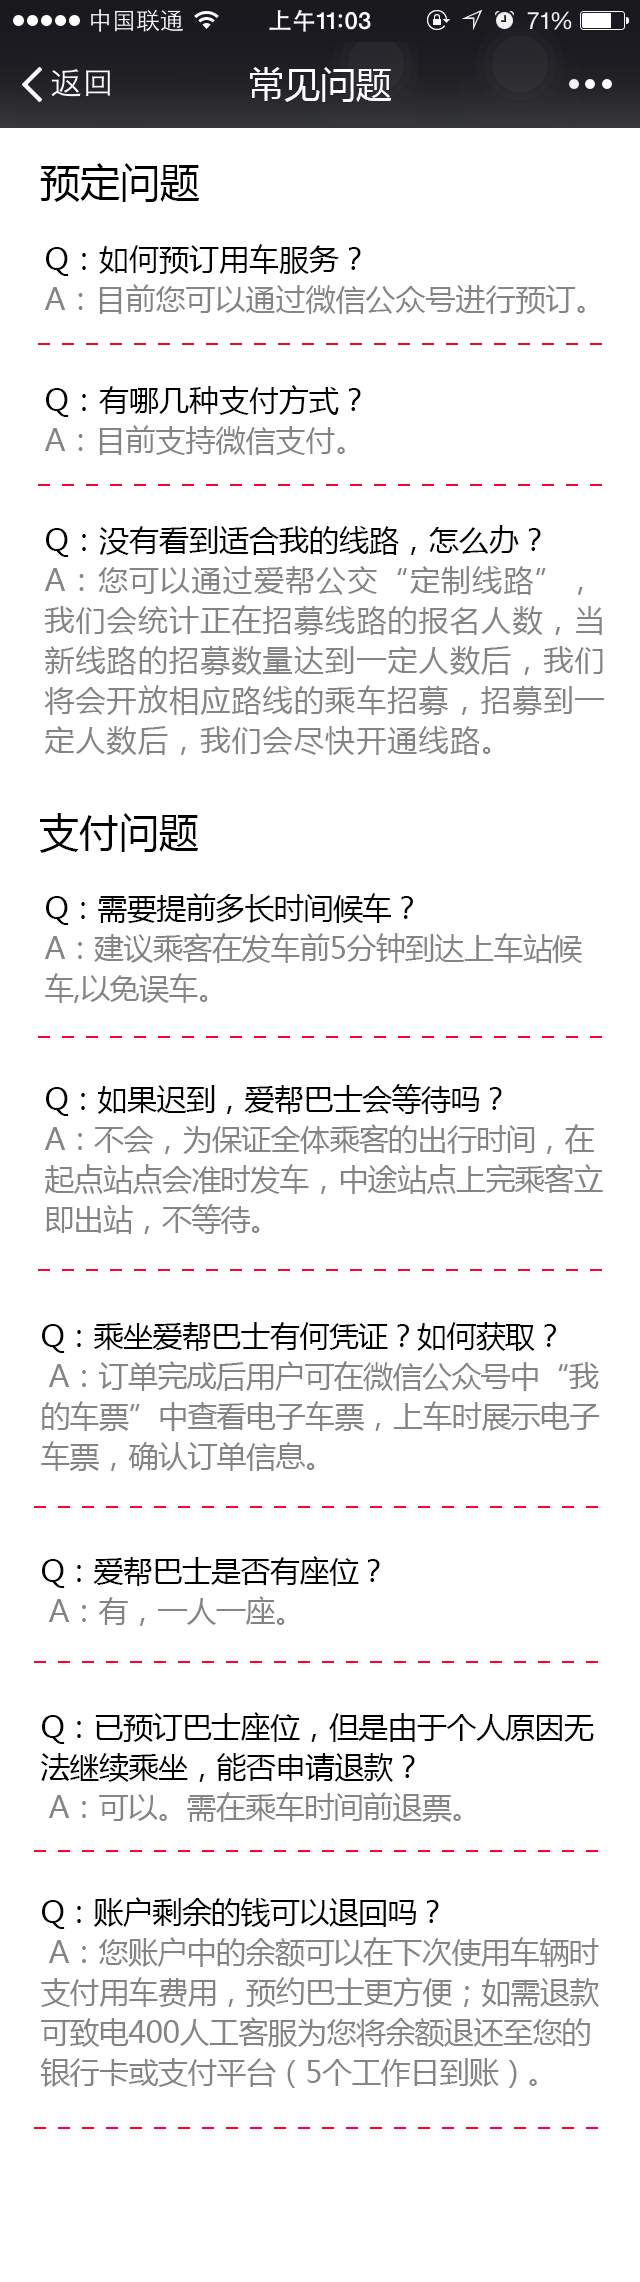 中国联通 上午11:03 71%
返回 常见问题
预定问题
Q：如何预订用车服务？
A：目前您可以通过微信公众号进行预订。
Q：有哪几种支付方式？
A：目前支持微信支付。
Q：没有看到适合我的线路，怎么办？
A：您可以通过爱帮公交“定制线路”，
我们会统计正在招募线路的报名人数，当
新线路的招募数量达到一定人数后，我们
将会开放相应路线的乘车招募，招募到一
定人数后，我们会尽快开通线路。
支付问题
Q：需要提前多长时间候车？
A：建议乘客在发车前5分钟到达上车站候
车,以免误车。
Q：如果迟到，爱帮巴士会等待吗？
A：不会，为保证全体乘客的出行时间，在
起点站点会准时发车，中途站点上完乘客立
即出站，不等待。
Q：乘坐爱帮巴士有何凭证？如何获取？
A：订单完成后用户可在微信公众号中“我
的车票”中查看电子车票，上车时展示电子
车票，确认订单信息。
Q：爱帮巴士是否有座位？
A：有，一人一座。
Q：已预订巴士座位，但是由于个人原因无
法继续乘坐，能否申请退款？
A：可以。需在乘车时间前退票。
Q：账户剩余的钱可以退回吗？
A：您账户中的余额可以在下次使用车辆时
支付用车费用，预约巴士更方便；如需退款
可致电400人工客服为您将余额退还至您的
银行卡或支付平台（5个工作日到账）。